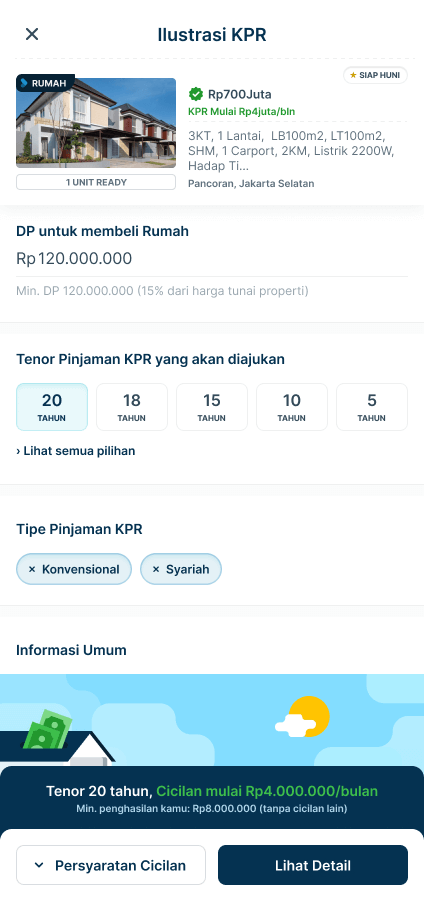 Ilustrasi KPR
RUMAH
SIAP HUNI
Rp700Juta
KPR Mulai Rp4juta/bln
3KT, 1 Lantai, LB100m2, LT100m2,
SHM, 1 Carport, 2KM, Listrik 2200W,
Hadap Ti...
1 UNIT READY
Pancoran, Jakarta Selatan
DP untuk membeli Rumah
Rp 120.000.000
Min. DP 120.000.000 (15% dari harga tunai properti)
Tenor Pinjaman KPR yang akan diajukan
20 18 15 10 5
TAHUN TAHUN TAHUN TAHUN TAHUN
› Lihat semua pilihan
Tipe Pinjaman KPR
× Konvensional × Syariah
Informasi Umum
Tenor 20 tahun, Cicilan mulai Rp4.000.000/bulan
Min. penghasilan kamu: Rp8.000.000 (tanpa cicilan lain)
Persyaratan Cicilan Lihat Detail